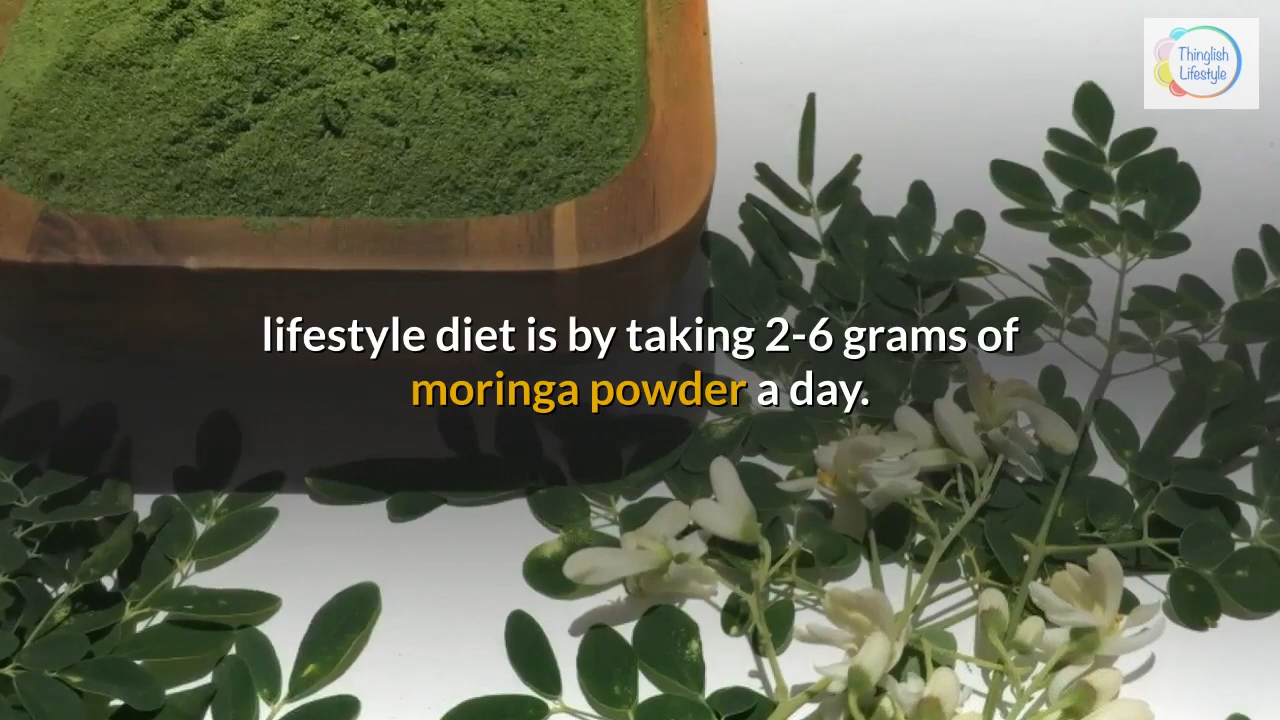 Thinglish
Lifestyle
lifestyle diet is by taking 2-6 grams of
moringa powder a day.